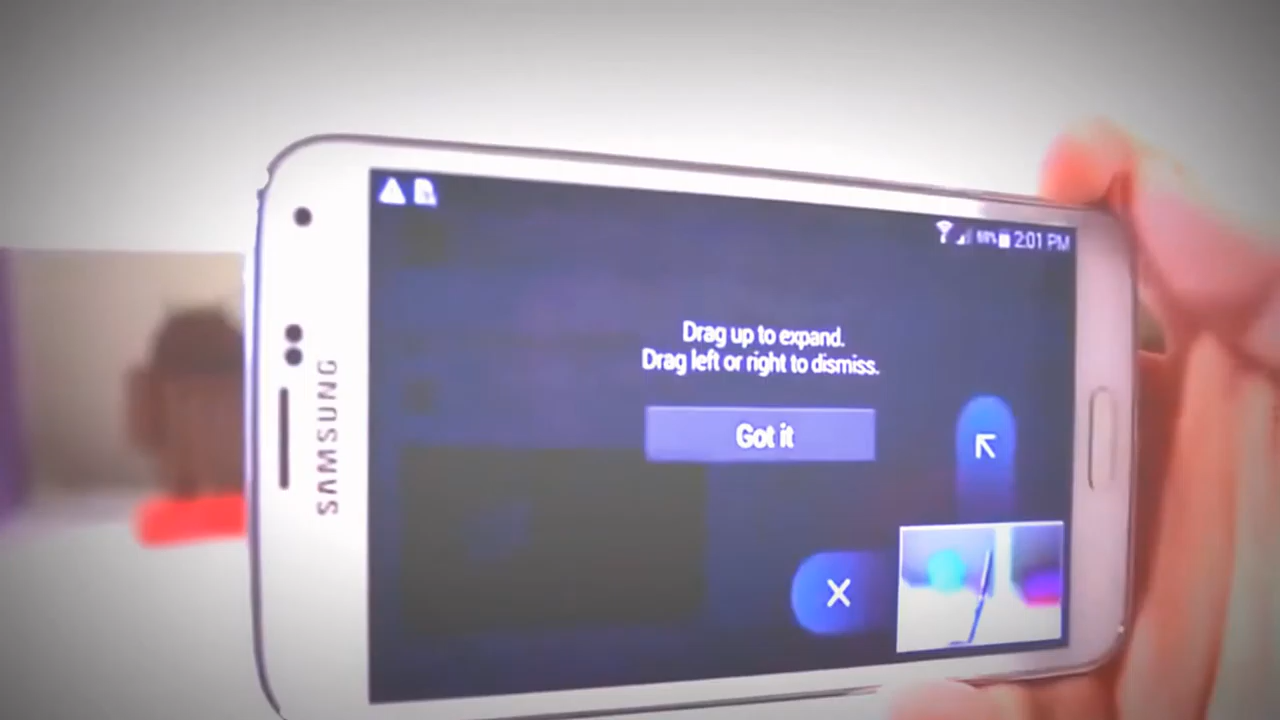 SAMSUNG
2:01 PM
Drag up to expand.
Drag left or right to dismiss.
Got it